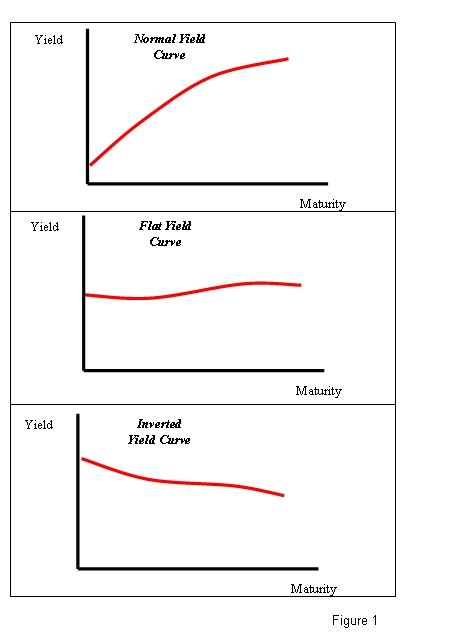 Yield
Normal Yield
Curve
Maturity
Yield
Flat Yield
Curve
Maturity
Yield
Inverted
Yield Curve
Maturity
Figure 1